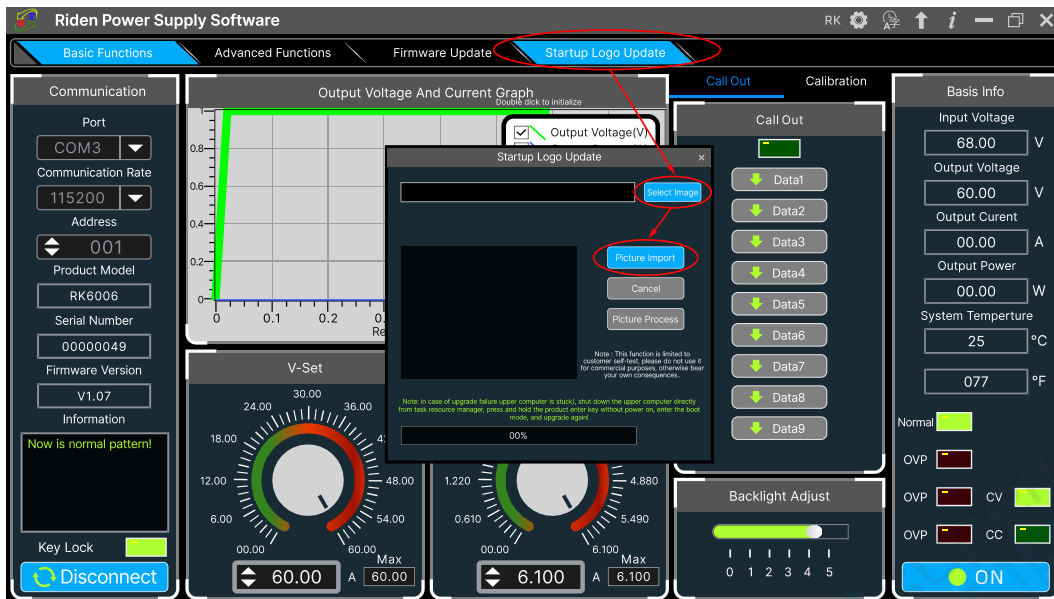 Riden Power Supply Software
RK
Basic Functions
Advanced Functions
Firmware Update
Startup Logo Update
Communication
Port
COM3
Communication Rate
115200
Address
001
Product Model
RK6006
Serial Number
00000049
Firmware Version
V1.07
Information
Now is normal pattern!
Key Lock
Disconnect
Output Voltage And Current Graph
Double dick to initialize
Output Voltage(V)
0.8
0.6
0.4
0.2
0
0
0.1
0.2
Startup Logo Update
Select Image
Picture Import
Cancel
Picture Process
Note : This function is limited to
customer self-test, please do not use it
for commercial purposes, otherwise bear
your own consequences..
Note: in case of upgrade failure upper computer is stuck), shut down the upper computer directly
from task resource manager, press and hold the product enter key without power on, enter the boot
mode, and upgrade again!
00%
V-Set
00.00
6.00
12.00
18.00
24.00
30.00
36.00
48.00
54.00
60.00
60.00
A
Max
60.00
00.00
0.610
1.220
4.880
5.490
6.100
6.100
A
Max
6.100
Call Out
Calibration
Call Out
Data1
Data2
Data3
Data4
Data5
Data6
Data7
Data8
Data9
Backlight Adjust
0 1 2 3 4 5
Basis Info
Input Voltage
68.00 V
Output Voltage
60.00 V
Output Curent
00.00 A
Output Power
00.00 W
System Temperture
25 °C
077 °F
Normal
OVP
OVP CV
OVP CC
ON